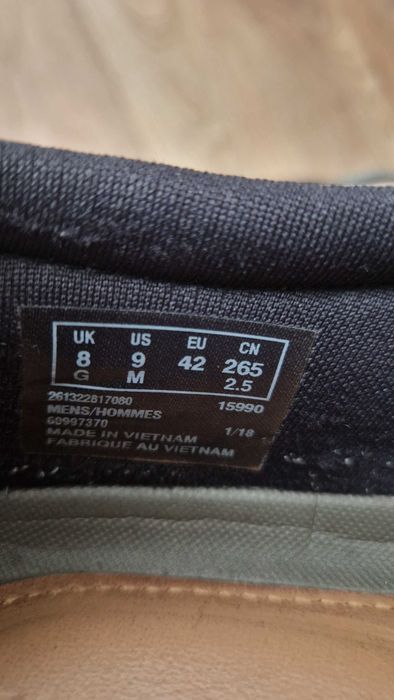 UK US EU CN
8 9 42 265
G M 2.5
261322817080 15990
MENS/HOMMES
60997370 1/18
MADE IN VIETNAM
FABRIQUE AU VIETNAM